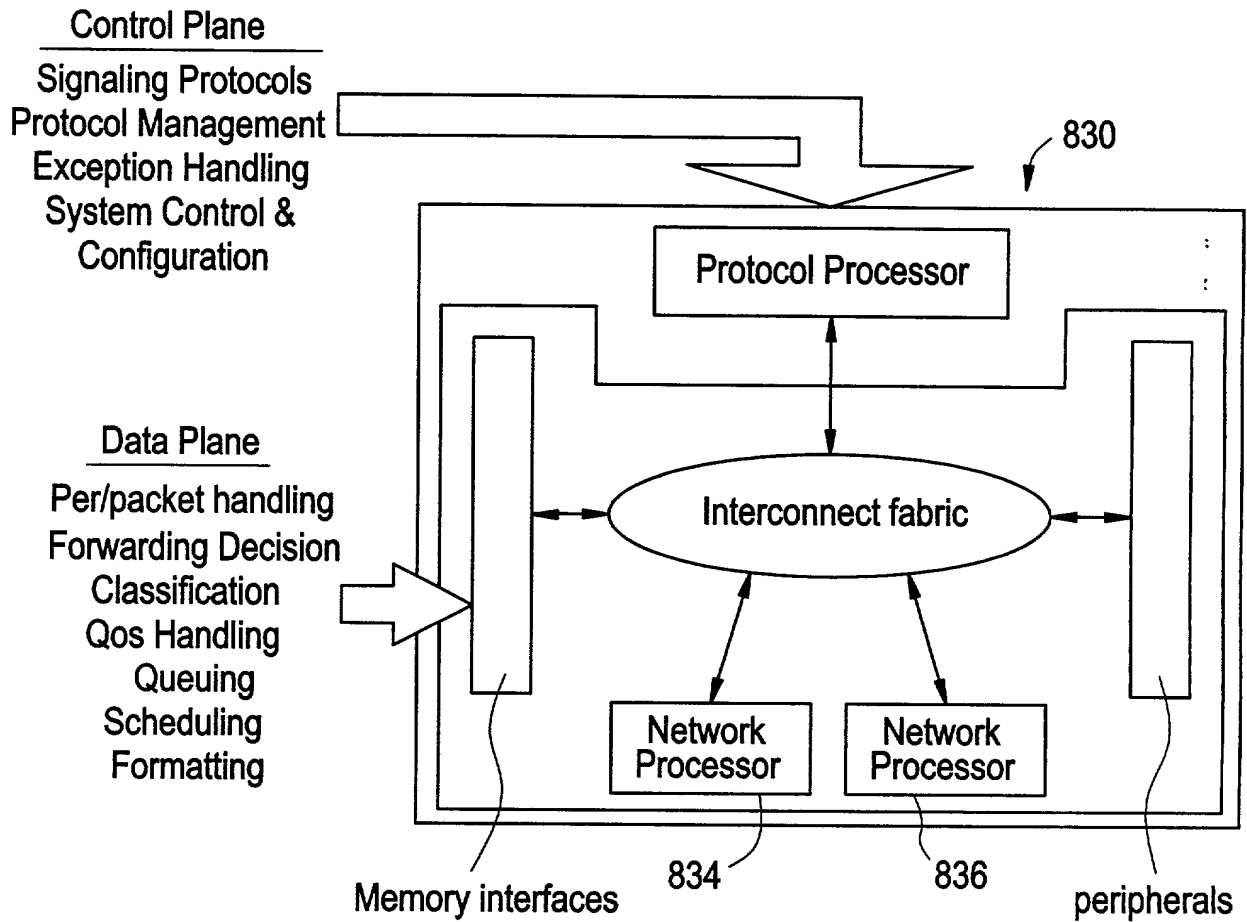 Control Plane
Signaling Protocols
Protocol Management
Exception Handling
System Control &
Configuration
830
Protocol Processor
Data Plane
Per/packet handling
Forwarding Decision
Classification
Qos Handling
Queuing
Scheduling
Formatting
Interconnect fabric
Network
Processor
Network
Processor
834
836
Memory interfaces
peripherals